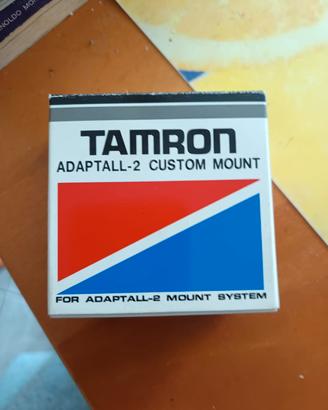 TAMRON
ADAPTALL-2 CUSTOM MOUNT
FOR ADAPTALL-2 MOUNT SYSTEM